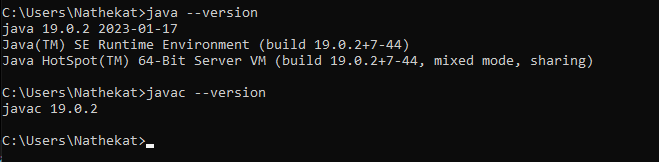 C:\Users\Nathekat>java --version
java 19.0.2 2023-01-17
Java(TM) SE Runtime Environment (build 19.0.2+7-44)
Java HotSpot(TM) 64-Bit Server VM (build 19.0.2+7-44, mixed mode, sharing)
C:\Users\Nathekat>javac --version
javac 19.0.2
C:\Users\Nathekat>